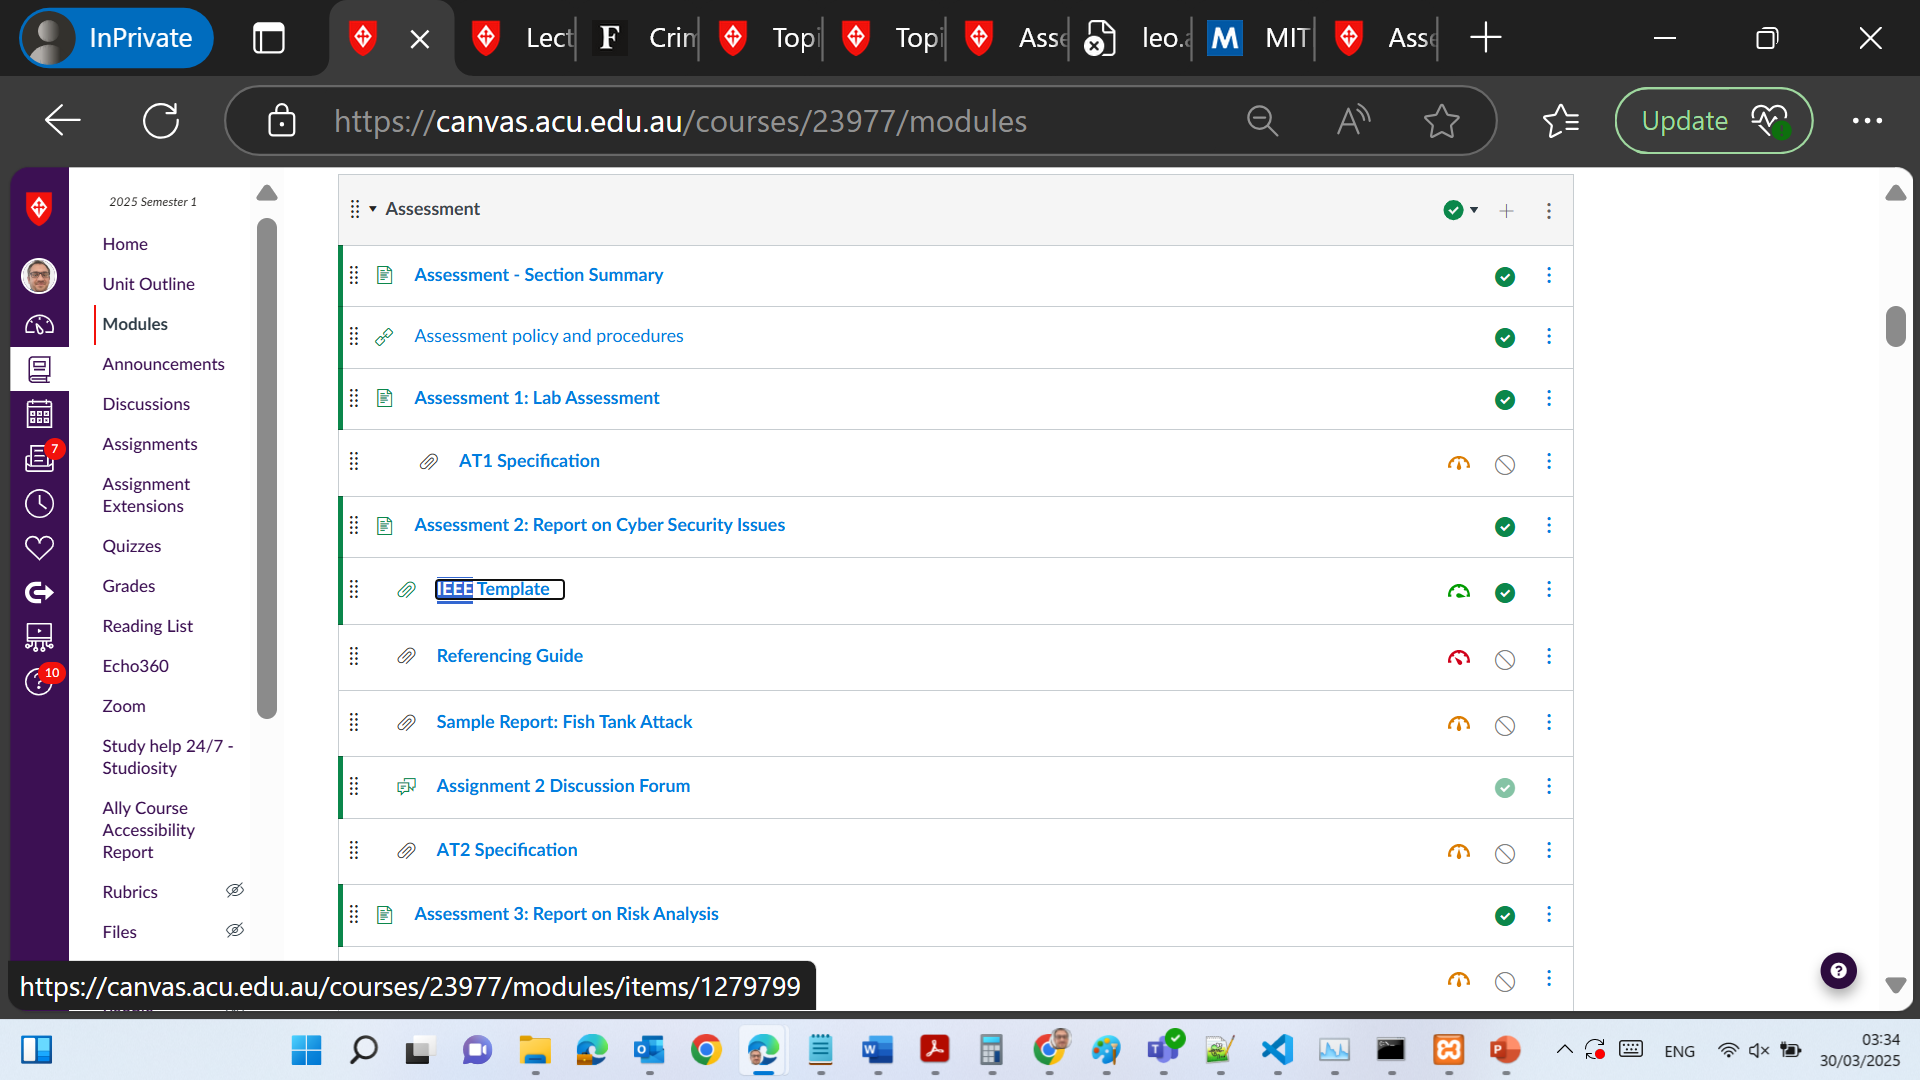 InPrivate
Lect
F Crim
Topi
Topi
Asse
leo.a
M MIT
Asse
https://canvas.acu.edu.au/courses/23977/modules
Update
2025 Semester 1
Home
Unit Outline
Modules
Announcements
Discussions
Assignments
Assignment
Extensions
Quizzes
Grades
Reading List
Echo360
Zoom
Study help 24/7 -
Studiosity
Ally Course
Accessibility
Report
Rubrics
Files
7
10
Assessment
Assessment - Section Summary
Assessment policy and procedures
Assessment 1: Lab Assessment
AT1 Specification
Assessment 2: Report on Cyber Security Issues
IEEE Template
Referencing Guide
Sample Report: Fish Tank Attack
Assignment 2 Discussion Forum
AT2 Specification
Assessment 3: Report on Risk Analysis
https://canvas.acu.edu.au/courses/23977/modules/items/1279799
ENG
03:34
30/03/2025